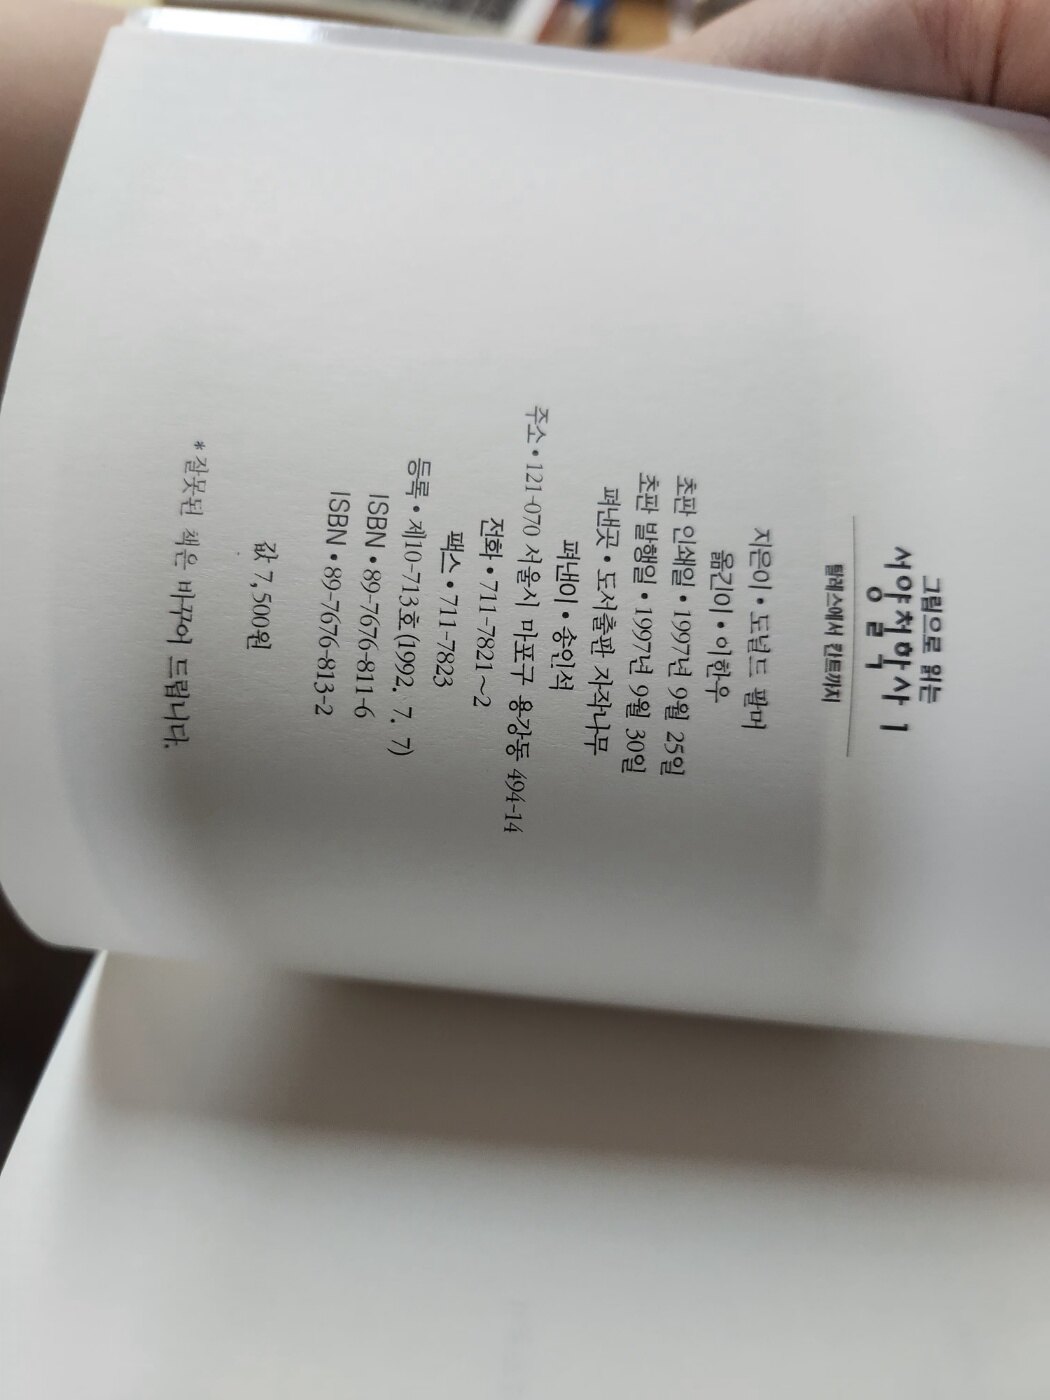 그림으로 읽는
서양철학사 1
탈레스에서 칸트까지
지은이 • 도널드 팔머
옮긴이 • 이한우
초판 인쇄일 • 1997년 9월 25일
초판 발행일 • 1997년 9월 30일
펴낸곳 • 도서출판 자작나무
펴낸이 • 송인석
주소 • 121-070 서울시 마포구 용강동 494-14
전화 • 711-7821~2
팩스 • 711-7823
등록 • 제10-713호(1992. 7. 7)
ISBN • 89-7676-811-6
ISBN • 89-7676-813-2
값 7,500원
*잘못된 책은 바꾸어 드립니다.